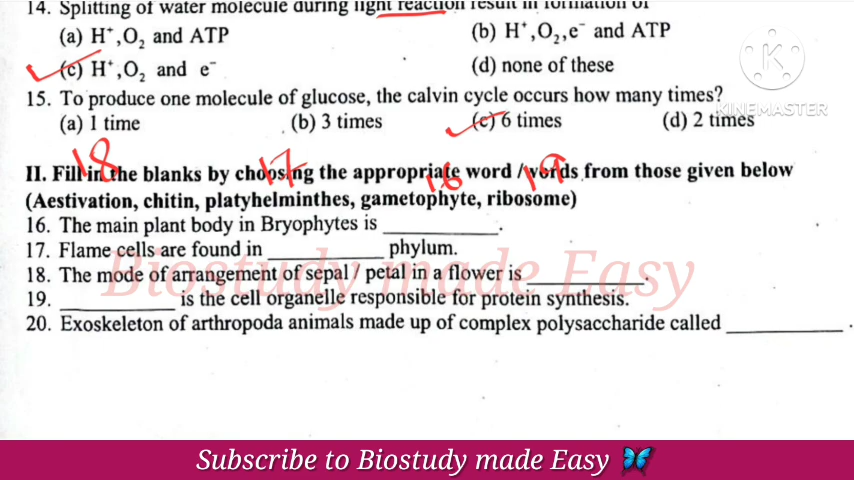 14. Splitting of water molecule during light reaction result in formation of
(a) H⁺,O₂ and ATP (b) H⁺,O₂,e⁻ and ATP
(c) H⁺,O₂ and e⁻ (d) none of these
15. To produce one molecule of glucose, the calvin cycle occurs how many times?
(a) 1 time (b) 3 times (c) 6 times (d) 2 times
K
KINEMASTER
18 17 16 19
II. Fill in the blanks by choosing the appropriate word /words from those given below
(Aestivation, chitin, platyhelminthes, gametophyte, ribosome)
16. The main plant body in Bryophytes is ____________.
17. Flame cells are found in ____________ phylum.
18. The mode of arrangement of sepal / petal in a flower is ____________.
19. ____________ is the cell organelle responsible for protein synthesis.
20. Exoskeleton of arthropoda animals made up of complex polysaccharide called ____________.
Biostudy made Easy
Subscribe to Biostudy made Easy 🦋